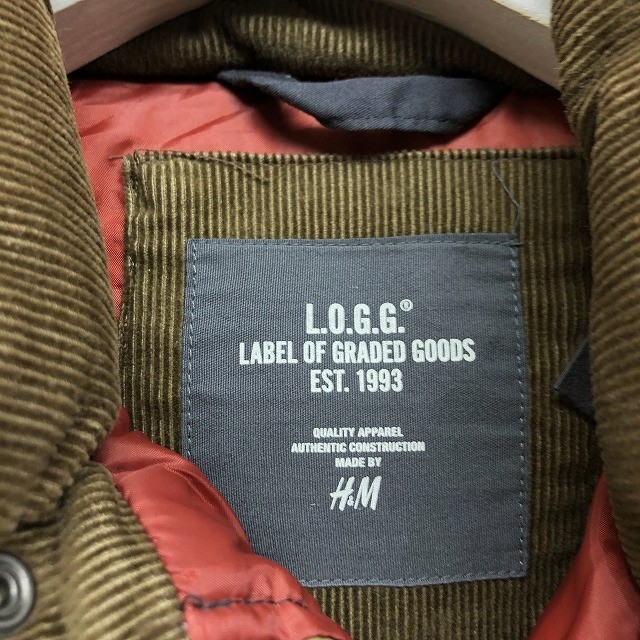 L.O.G.G.®
LABEL OF GRADED GOODS
EST. 1993
QUALITY APPAREL
AUTHENTIC CONSTRUCTION
MADE BY
H&M